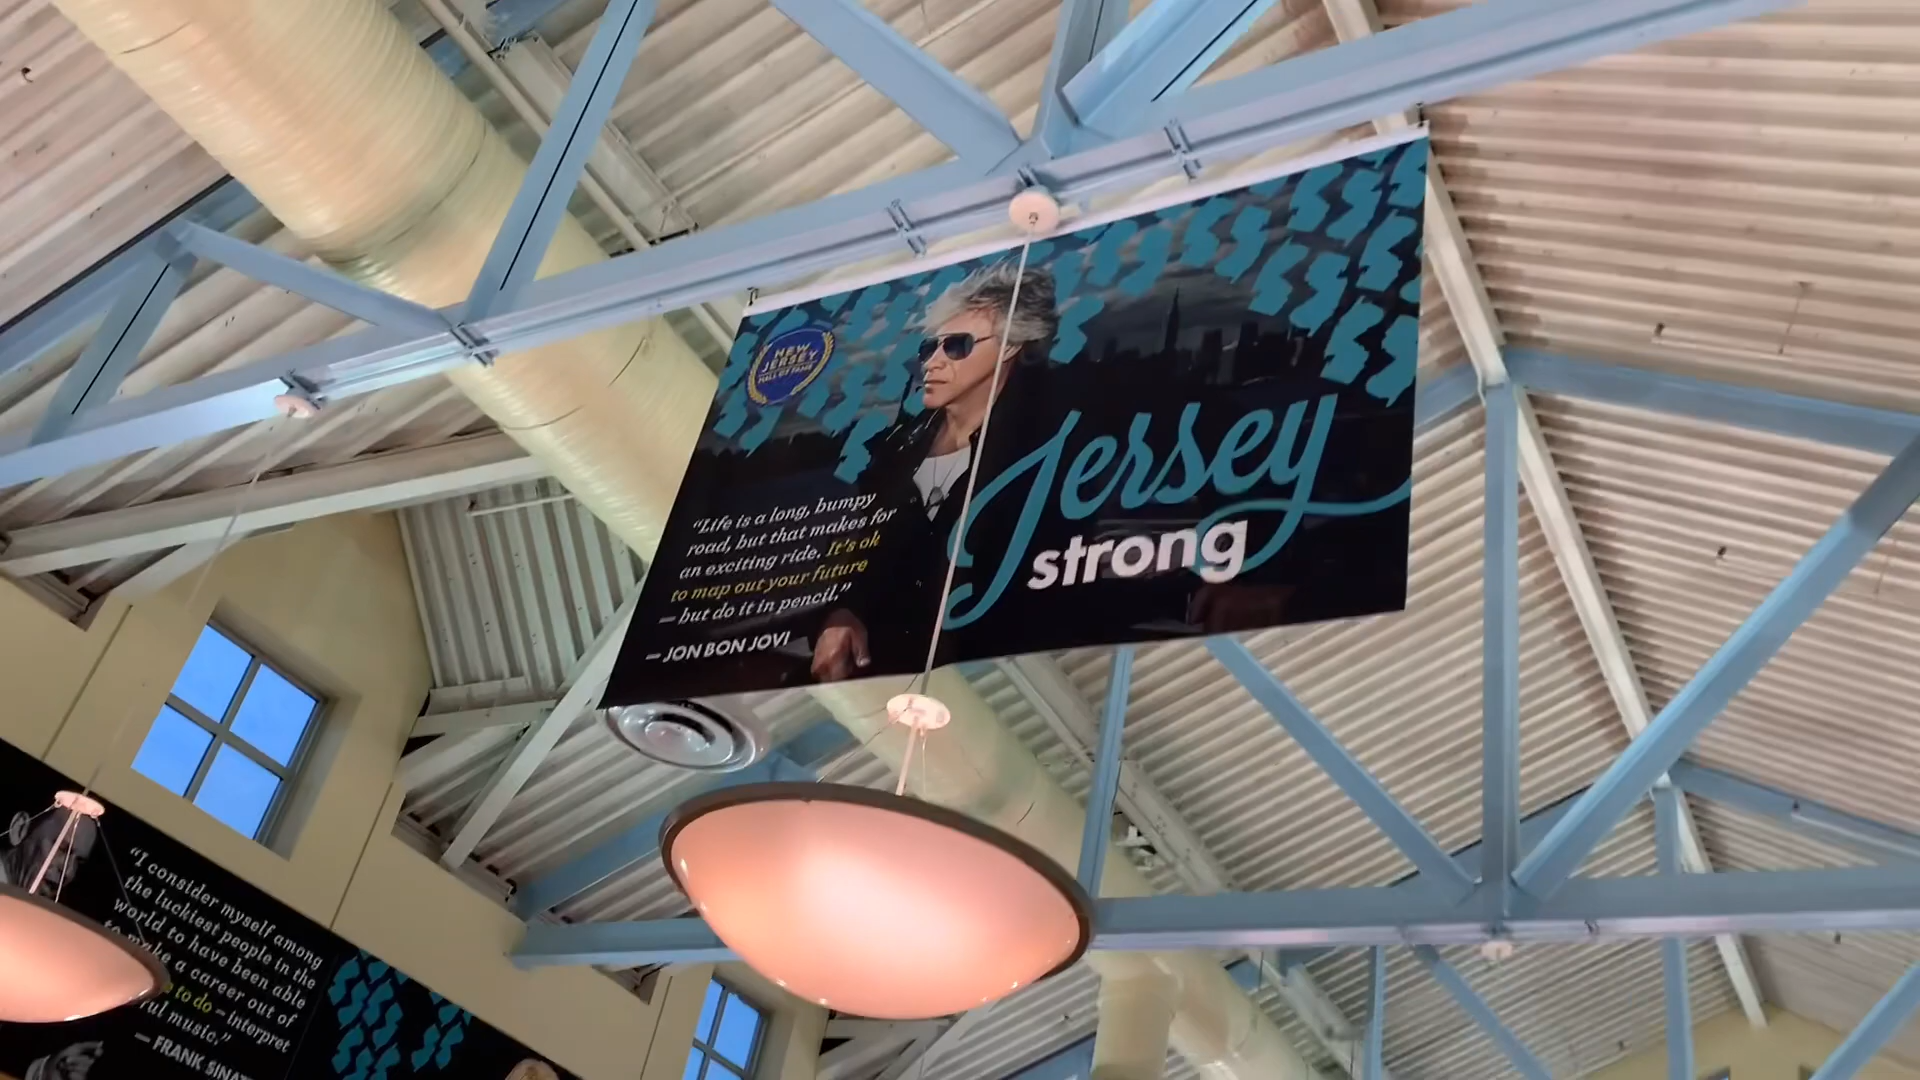 NEW
JERSEY
HALL OF FAME
Jersey
strong
“Life is a long, bumpy
road, but that makes for
an exciting ride. It’s ok
to map out your future
— but do it in pencil.”
— JON BON JOVI
“I consider myself among
the luckiest people in the
world to have been able
to make a career out of
to do — interpret
music.”
— FRANK